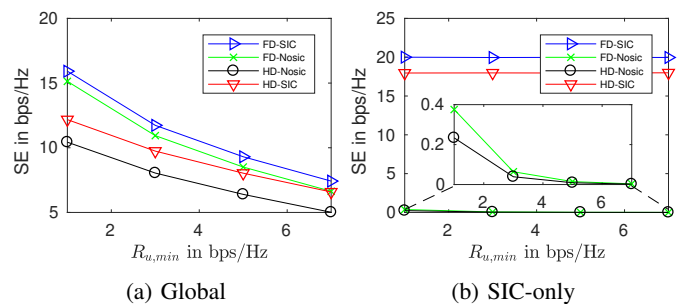 20
15
10
5
SE in bps/Hz
2 4 6
R_{u,min} in bps/Hz
FD-SIC
FD-Nosic
HD-Nosic
HD-SIC
(a) Global
25
20
15
10
5
0
SE in bps/Hz
2 4 6
R_{u,min} in bps/Hz
FD-SIC
FD-Nosic
HD-Nosic
HD-SIC
0.4
0.2
0
2 4 6
(b) SIC-only